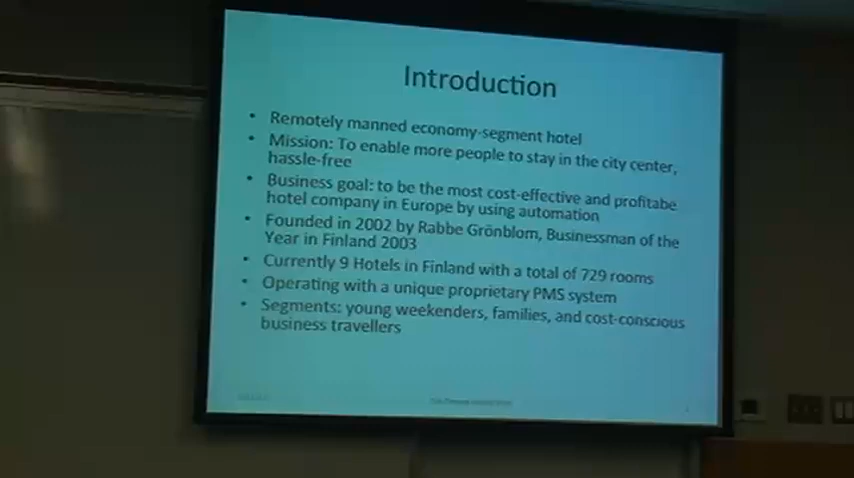 Introduction
• Remotely manned economy-segment hotel
• Mission: To enable more people to stay in the city center,
hassle-free
• Business goal: to be the most cost-effective and profitabe
hotel company in Europe by using automation
• Founded in 2002 by Rabbe Grönblom, Businessman of the
Year in Finland 2003
• Currently 9 Hotels in Finland with a total of 729 rooms
• Operating with a unique proprietary PMS system
• Segments: young weekenders, families, and cost-conscious
business travellers